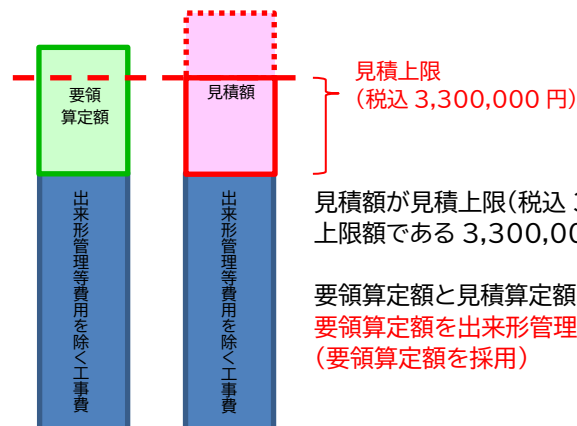 要領
算定額
見積額
見積上限
（税込 3,300,000 円）
出来形管理等費用を除く工事費
出来形管理等費用を除く工事費
見積額が見積上限（税込 3
上限額である 3,300,00
要領算定額と見積算定額
要領算定額を出来形管理
（要領算定額を採用）